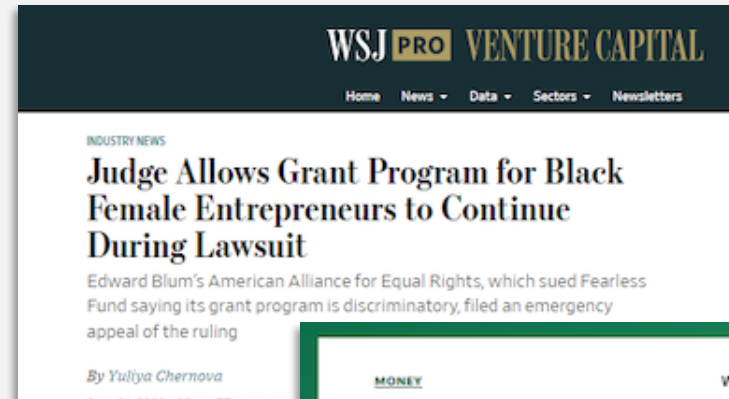 WSJ PRO VENTURE CAPITAL
Home News Data Sectors Newsletters
INDUSTRY NEWS
Judge Allows Grant Program for Black
Female Entrepreneurs to Continue
During Lawsuit
Edward Blum's American Alliance for Equal Rights, which sued Fearless
Fund saying its grant program is discriminatory, filed an emergency
appeal of the ruling
By Yuliya Chernova
MONEY